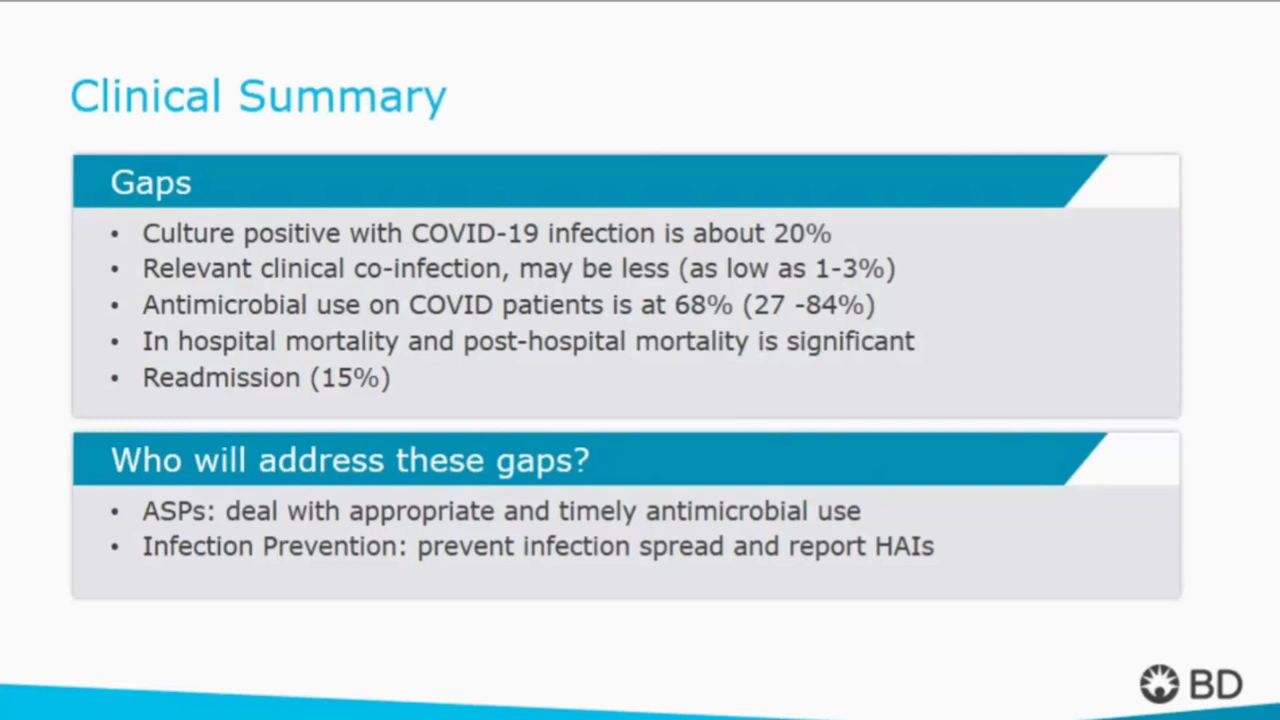 Clinical Summary
Gaps
• Culture positive with COVID-19 infection is about 20%
• Relevant clinical co-infection, may be less (as low as 1-3%)
• Antimicrobial use on COVID patients is at 68% (27 -84%)
• In hospital mortality and post-hospital mortality is significant
• Readmission (15%)
Who will address these gaps?
• ASPs: deal with appropriate and timely antimicrobial use
• Infection Prevention: prevent infection spread and report HAIs
BD